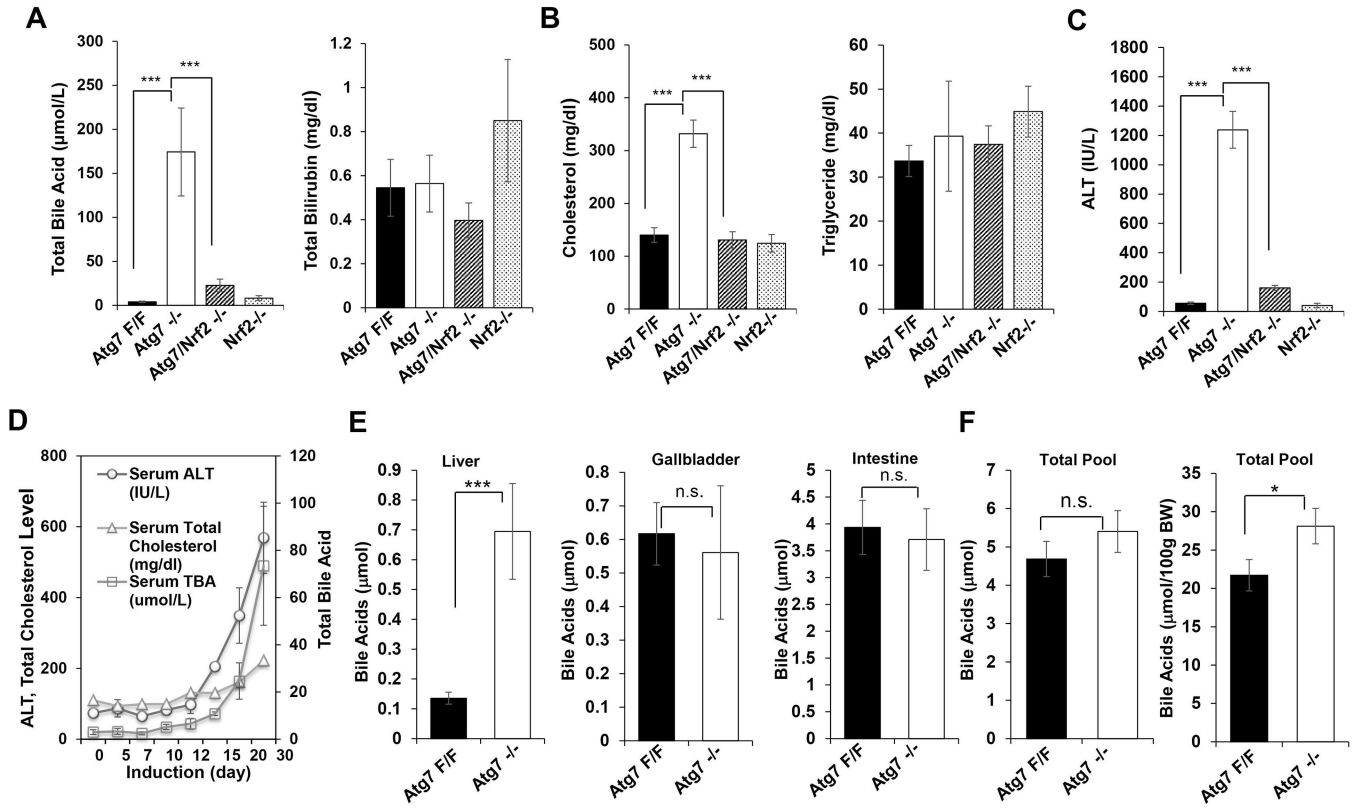 A
Total Bile Acid (µmol/L)
300
250
200
150
100
50
0
***
***
Atg7 F/F
Atg7 -/-
Atg7/Nrf2 -/-
Nrf2-/-
Total Bilirubin (mg/dl)
1.2
1
0.8
0.6
0.4
0.2
0
Atg7 F/F
Atg7 -/-
Atg7/Nrf2 -/-
Nrf2-/-
B
Cholesterol (mg/dl)
500
400
300
200
100
0
***
***
Atg7 F/F
Atg7 -/-
Atg7/Nrf2 -/-
Nrf2-/-
Triglyceride (mg/dl)
60
50
40
30
20
10
0
Atg7 F/F
Atg7 -/-
Atg7/Nrf2 -/-
Nrf2-/-
C
ALT (IU/L)
1800
1600
1400
1200
1000
800
600
400
200
0
***
***
Atg7 F/F
Atg7 -/-
Atg7/Nrf2 -/-
Nrf2-/-
D
ALT, Total Cholesterol Level
800
600
400
200
0
Serum ALT
(IU/L)
Serum Total
Cholesterol
(mg/dl)
Serum TBA
(umol/L)
120
100
80
60
40
20
0
Total Bile Acid
0 5 7 10 12 15 20 30
Induction (day)
E
Liver
Bile Acids (µmol)
0.9
0.8
0.7
0.6
0.5
0.4
0.3
0.2
0.1
0
***
Atg7 F/F
Atg7 -/-
Gallbladder
Bile Acids (µmol)
0.8
0.7
0.6
0.5
0.4
0.3
0.2
0.1
0
n.s.
Atg7 F/F
Atg7 -/-
Intestine
Bile Acids (µmol)
5
4.5
4
3.5
3
2.5
2
1.5
1
0.5
0
n.s.
Atg7 F/F
Atg7 -/-
F
Total Pool
Bile Acids (µmol)
7
6
5
4
3
2
1
0
n.s.
Atg7 F/F
Atg7 -/-
Total Pool
Bile Acids (µmol/100g BW)
35
30
25
20
15
10
5
0
*
Atg7 F/F
Atg7 -/-